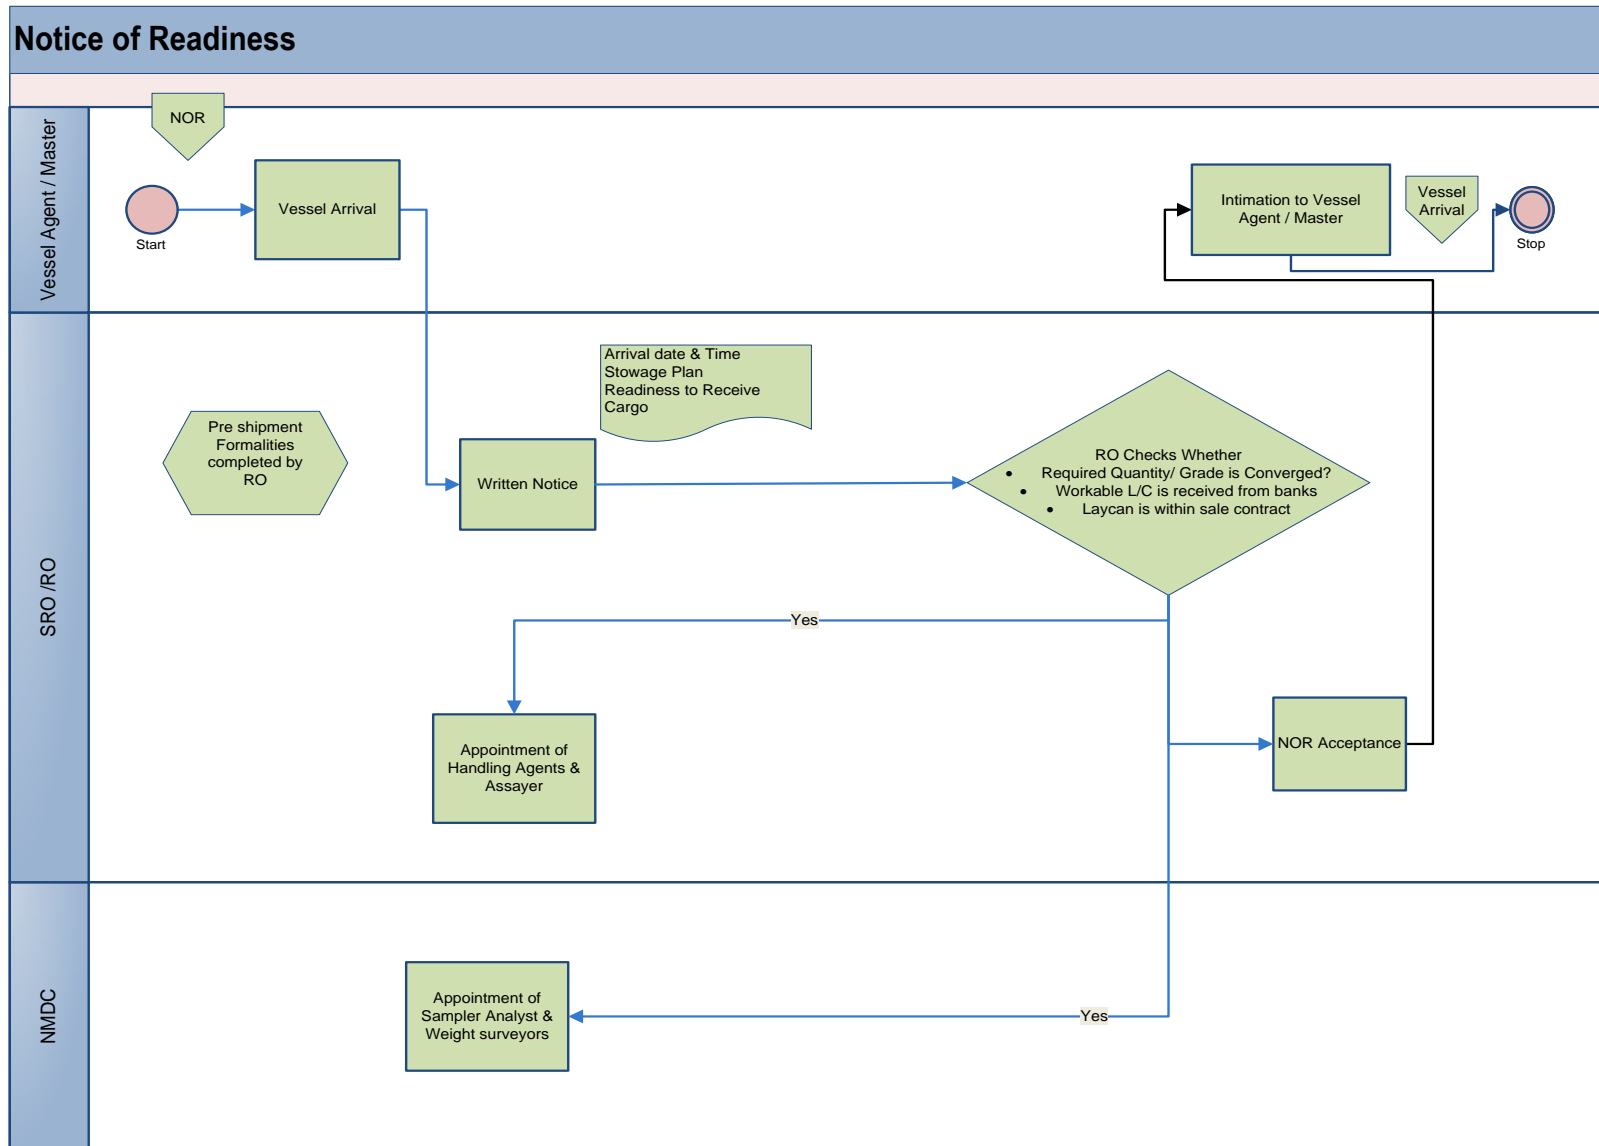 Notice of Readiness
NOR
Vessel Agent / Master
Start
Vessel Arrival
Intimation to Vessel
Agent / Master
Vessel
Arrival
Stop
SRO /RO
Pre shipment
Formalities
completed by
RO
Written Notice
Arrival date & Time
Stowage Plan
Readiness to Receive
Cargo
RO Checks Whether
• Required Quantity/ Grade is Converged?
• Workable L/C is received from banks
• Laycan is within sale contract
Yes
Appointment of
Handling Agents &
Assayer
NOR Acceptance
NMDC
Appointment of
Sampler Analyst &
Weight surveyors
Yes